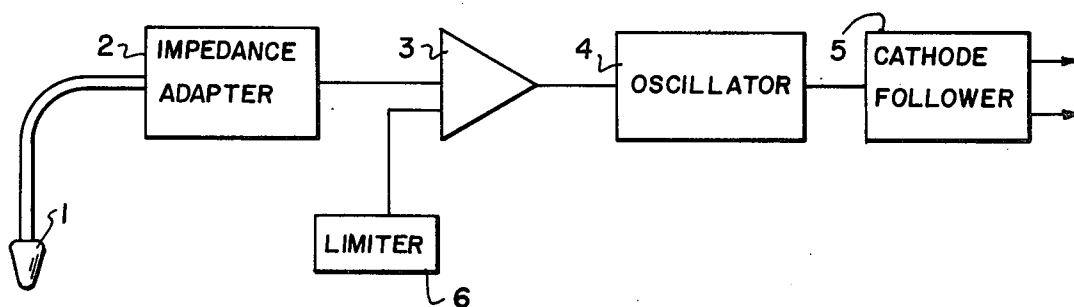 1
2
IMPEDANCE
ADAPTER
3
4
OSCILLATOR
5
CATHODE
FOLLOWER
LIMITER
6